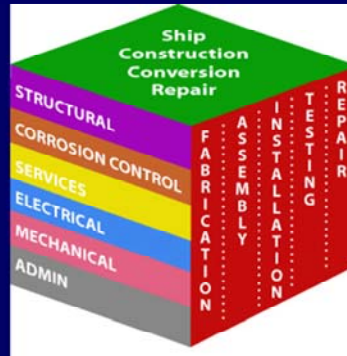 Ship
Construction
Conversion
Repair
STRUCTURAL
CORROSION CONTROL
SERVICES
ELECTRICAL
MECHANICAL
ADMIN
FABRICATION
ASSEMBLY
INSTALLATION
TESTING
REPAIR